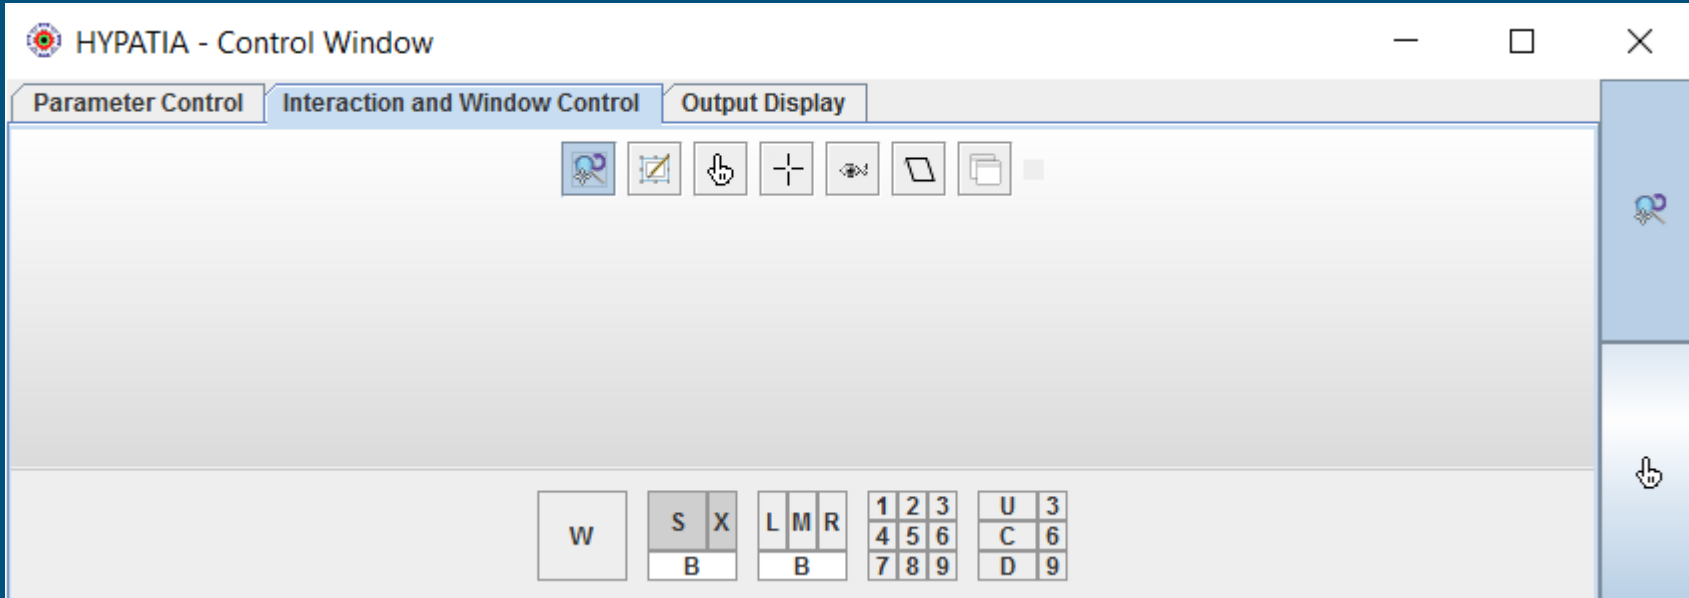 HYPATIA - Control Window
Parameter Control Interaction and Window Control Output Display
W S X L M R 1 2 3 U 3
4 5 6 C 6
B B 7 8 9 D 9